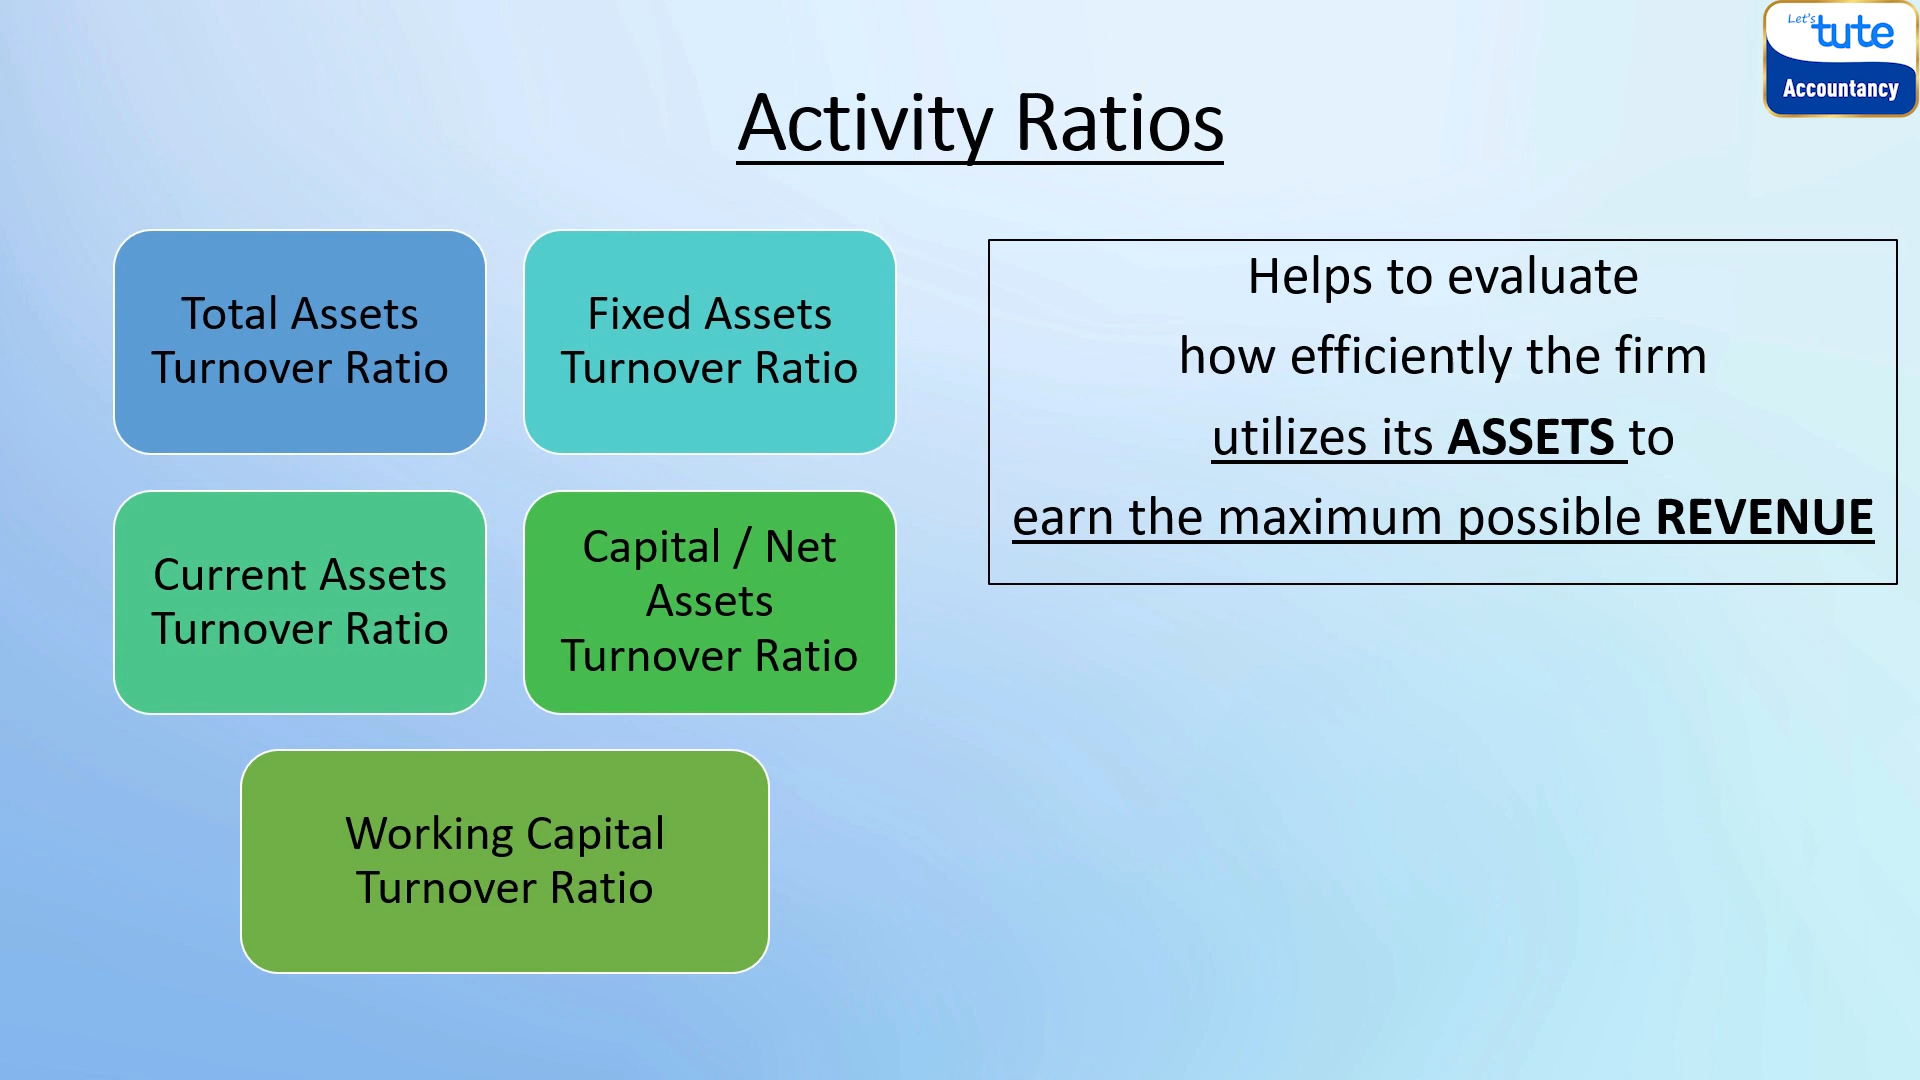 Let's
tute
Accountancy
Activity Ratios
Total Assets
Turnover Ratio
Fixed Assets
Turnover Ratio
Current Assets
Turnover Ratio
Capital / Net
Assets
Turnover Ratio
Working Capital
Turnover Ratio
Helps to evaluate
how efficiently the firm
utilizes its ASSETS to
earn the maximum possible REVENUE